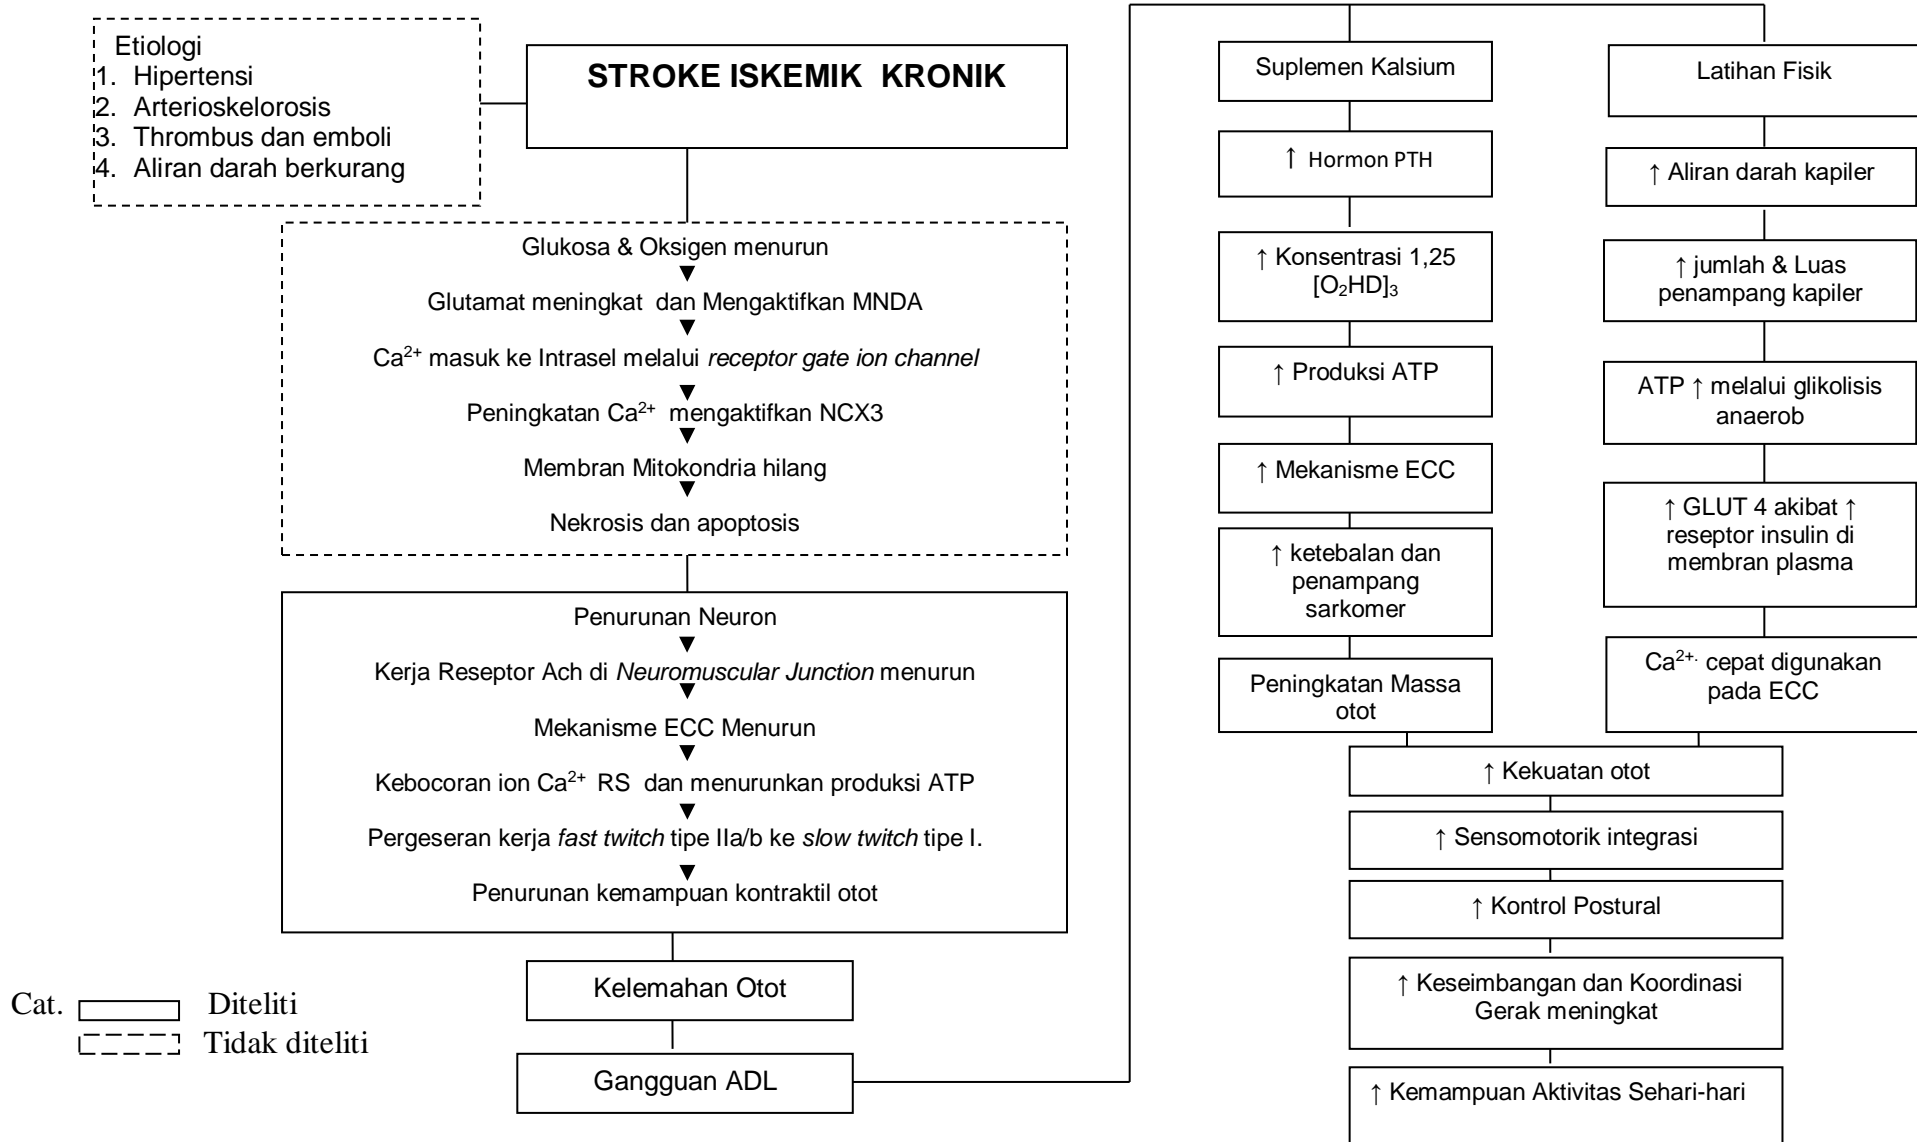 Etiologi
1. Hipertensi
2. Arterioskelorosis
3. Thrombus dan emboli
4. Aliran darah berkurang
STROKE ISKEMIK KRONIK
Glukosa & Oksigen menurun
Glutamat meningkat dan Mengaktifkan MNDA
Ca²⁺ masuk ke Intrasel melalui receptor gate ion channel
Peningkatan Ca²⁺ mengaktifkan NCX3
Membran Mitokondria hilang
Nekrosis dan apoptosis
Penurunan Neuron
Kerja Reseptor Ach di Neuromuscular Junction menurun
Mekanisme ECC Menurun
Kebocoran ion Ca²⁺ RS dan menurunkan produksi ATP
Pergeseran kerja fast twitch tipe IIa/b ke slow twitch tipe I.
Penurunan kemampuan kontraktil otot
Kelemahan Otot
Gangguan ADL
Cat.
Diteliti
Tidak diteliti
Suplemen Kalsium
↑ Hormon PTH
↑ Konsentrasi 1,25
[O₂HD]₃
↑ Produksi ATP
↑ Mekanisme ECC
↑ ketebalan dan
penampang
sarkomer
Peningkatan Massa
otot
Latihan Fisik
↑ Aliran darah kapiler
↑ jumlah & Luas
penampang kapiler
ATP ↑ melalui glikolisis
anaerob
↑ GLUT 4 akibat ↑
reseptor insulin di
membran plasma
Ca²⁺· cepat digunakan
pada ECC
↑ Kekuatan otot
↑ Sensomotorik integrasi
↑ Kontrol Postural
↑ Keseimbangan dan Koordinasi
Gerak meningkat
↑ Kemampuan Aktivitas Sehari-hari